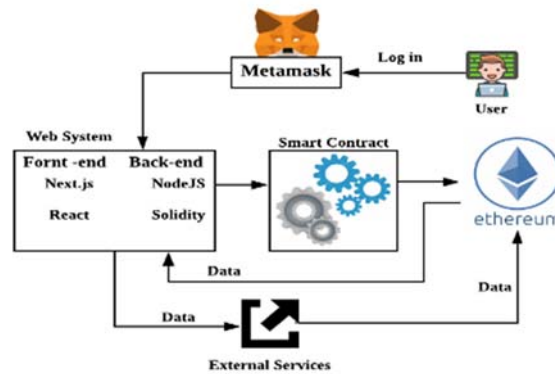 Metamask
Log in
User
Web System
Fornt -end Back-end
Next.js NodeJS
React Solidity
Smart Contract
ethereum
Data
Data
Data
External Services